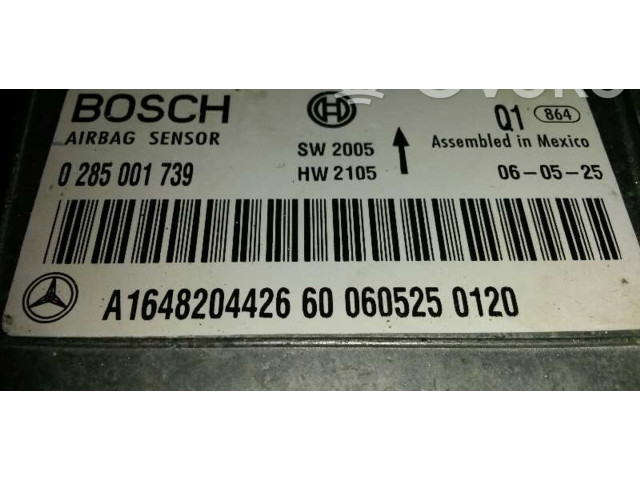 BOSCH
AIRBAG SENSOR
0 285 001 739
SW 2005
HW 2105
Q1 864
Assembled in Mexico
06-05-25
A1648204426 60 060525 0120